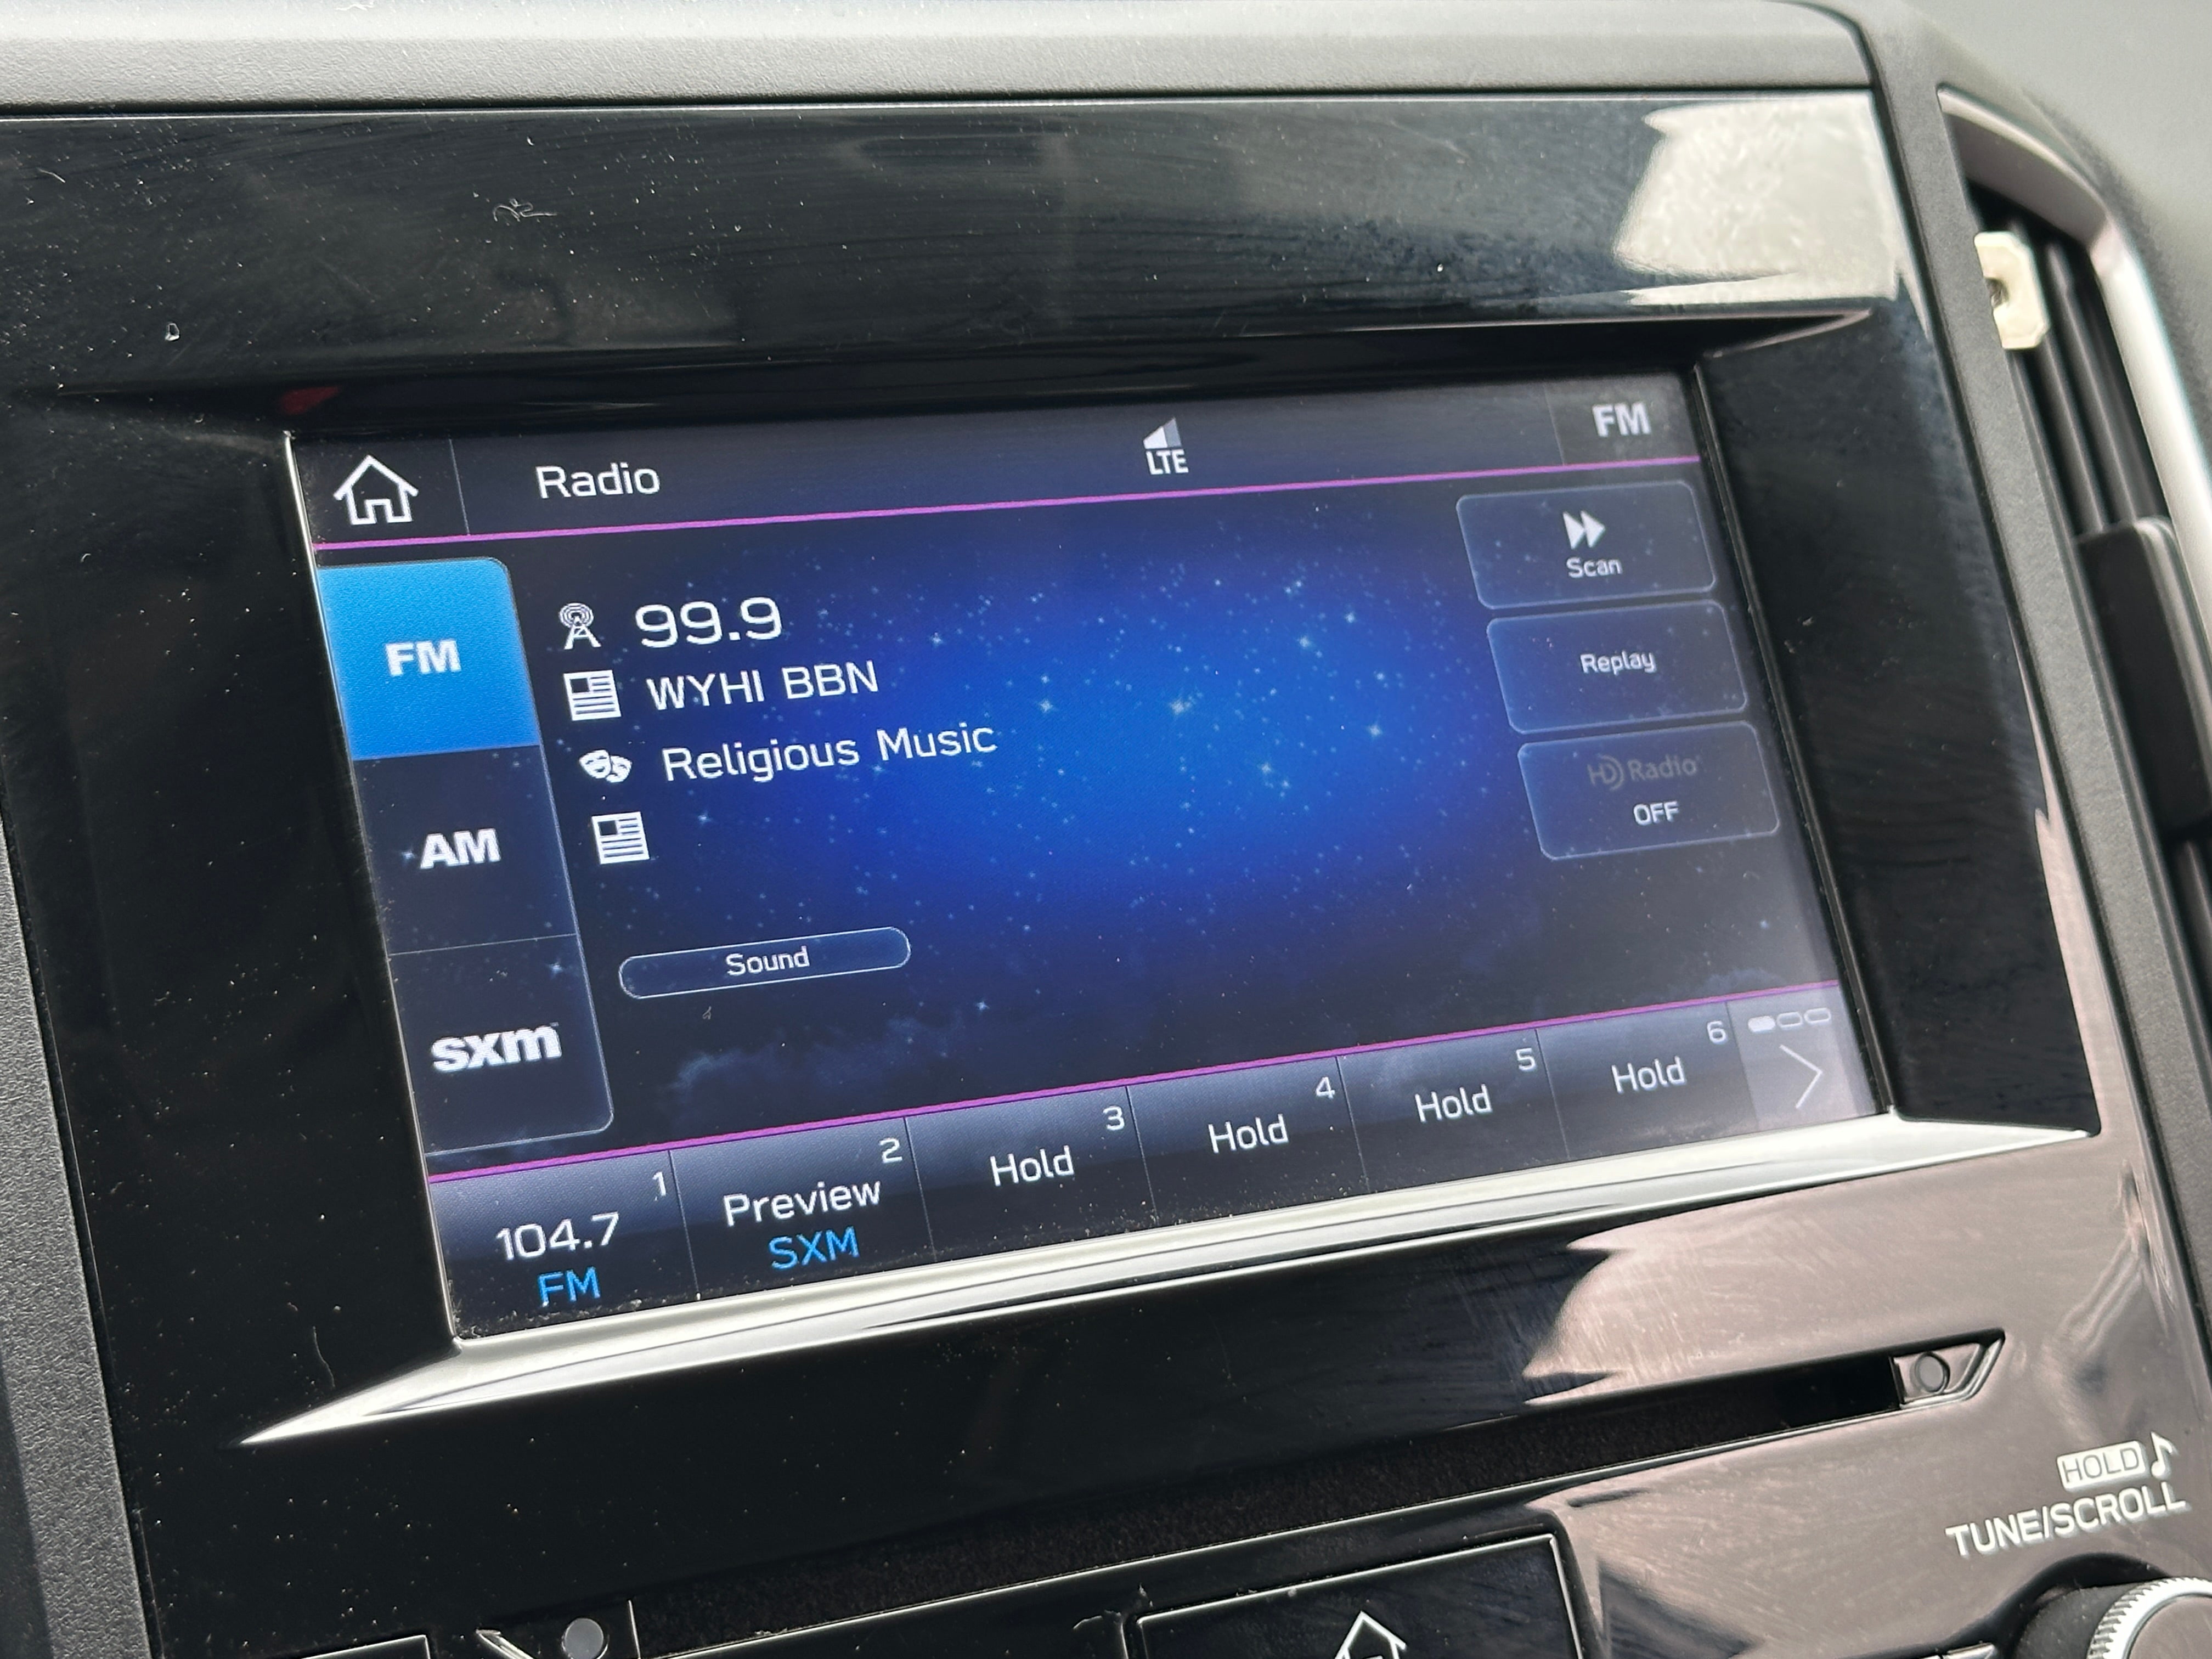 Radio
LTE
FM
FM
AM
sxm
99.9
WYHI BBN
Religious Music
Sound
Scan
Replay
HD Radio
OFF
1
104.7
FM
2
Preview
SXM
3
Hold
4
Hold
5
Hold
6
Hold
HOLD
TUNE/SCROLL